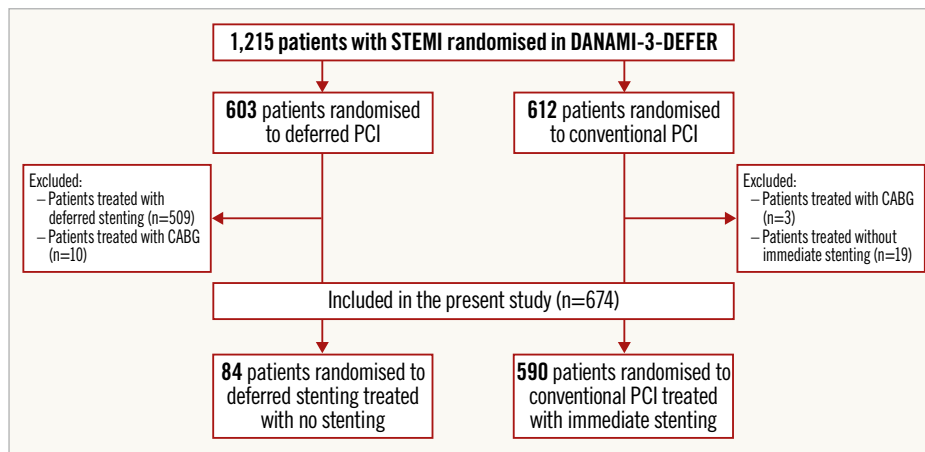 1,215 patients with STEMI randomised in DANAMI-3-DEFER
603 patients randomised
to deferred PCI
612 patients randomised
to conventional PCI
Excluded:
– Patients treated with
deferred stenting (n=509)
– Patients treated with CABG
(n=10)
Excluded:
– Patients treated with CABG
(n=3)
– Patients treated without
immediate stenting (n=19)
Included in the present study (n=674)
84 patients randomised to
deferred stenting treated
with no stenting
590 patients randomised to
conventional PCI treated
with immediate stenting